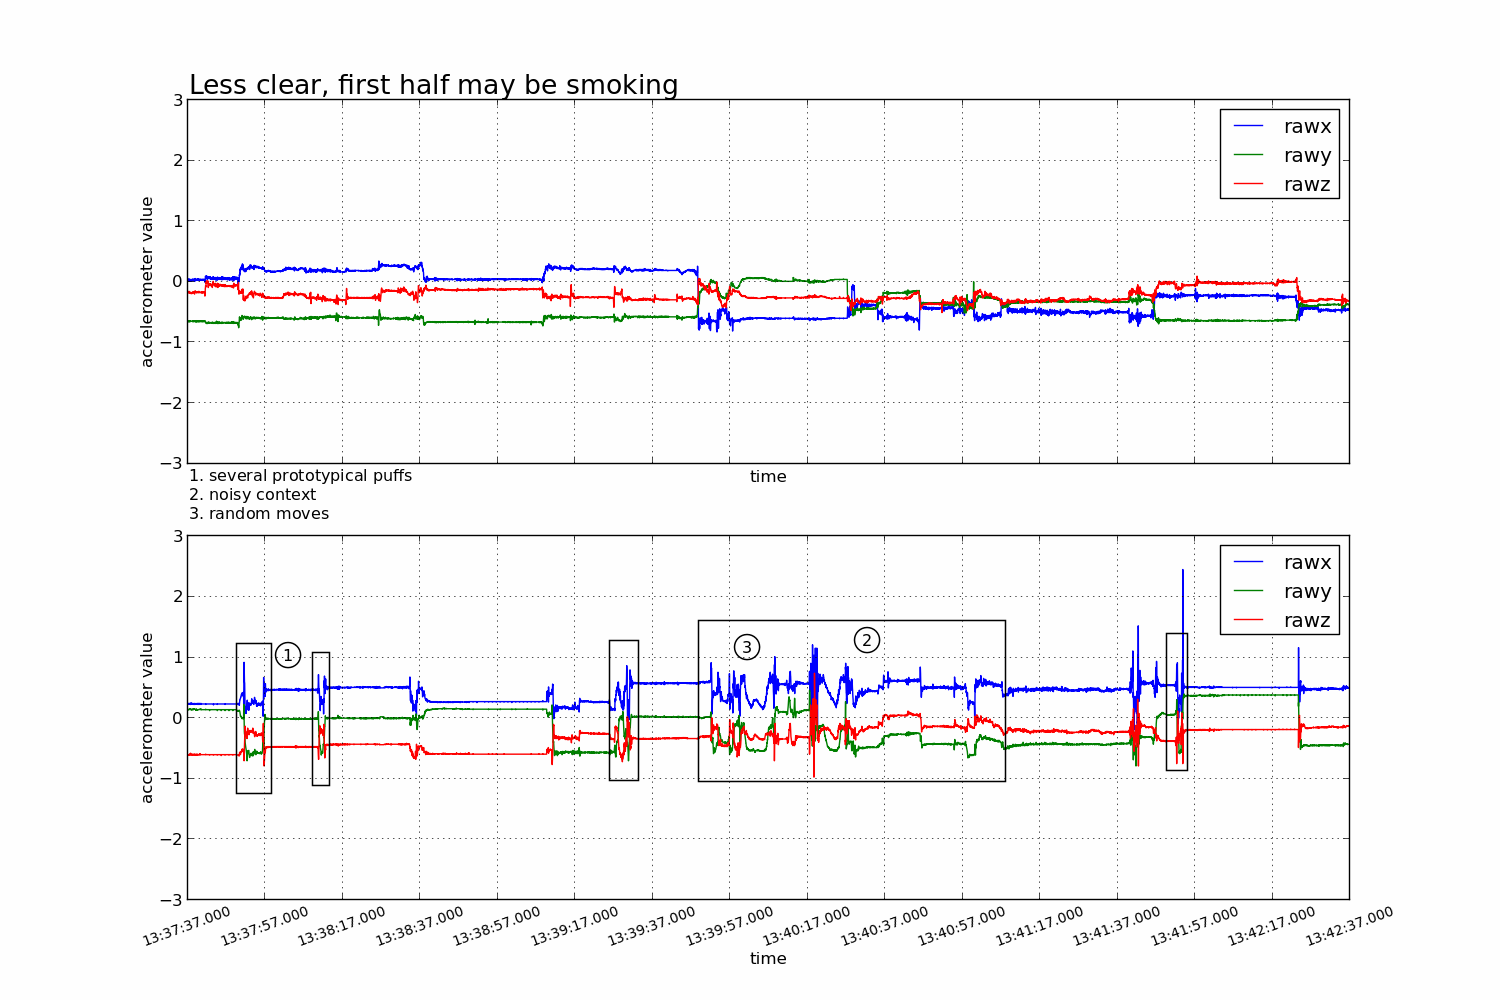 Less clear, first half may be smoking
3
2
1
0
−1
−2
−3
accelerometer value
rawx
rawy
rawz
time
1. several prototypical puffs
2. noisy context
3. random moves
3
2
1
0
−1
−2
−3
accelerometer value
1
3
2
rawx
rawy
rawz
13:37:37.000
13:37:57.000
13:38:17.000
13:38:37.000
13:38:57.000
13:39:17.000
13:39:37.000
13:39:57.000
13:40:17.000
13:40:37.000
13:40:57.000
13:41:17.000
13:41:37.000
13:41:57.000
13:42:17.000
13:42:37.000
time